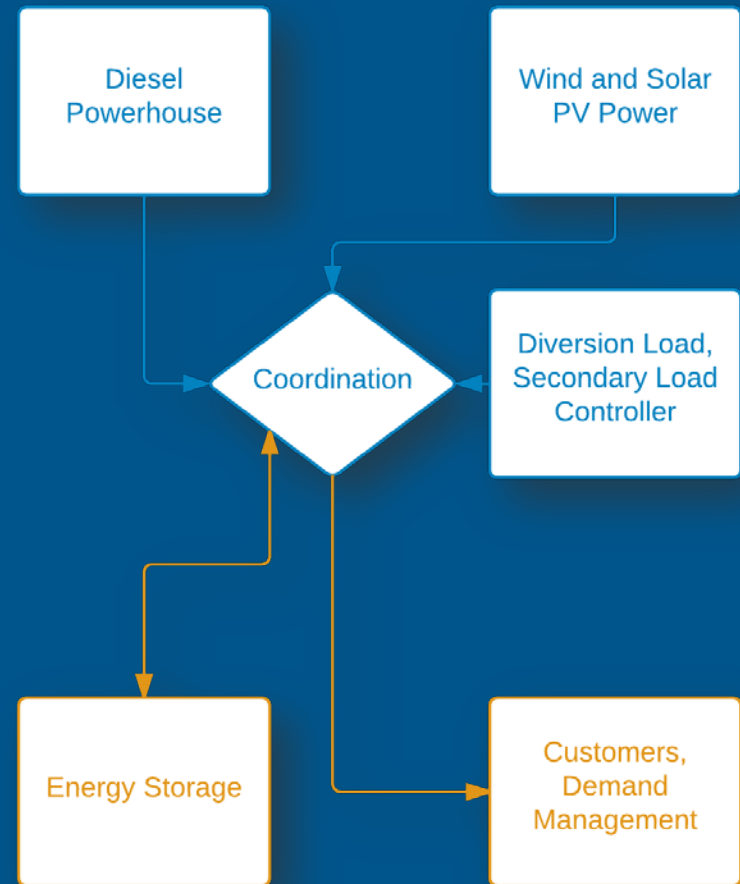 Diesel
Powerhouse
Wind and Solar
PV Power
Coordination
Diversion Load,
Secondary Load
Controller
Energy Storage
Customers,
Demand
Management